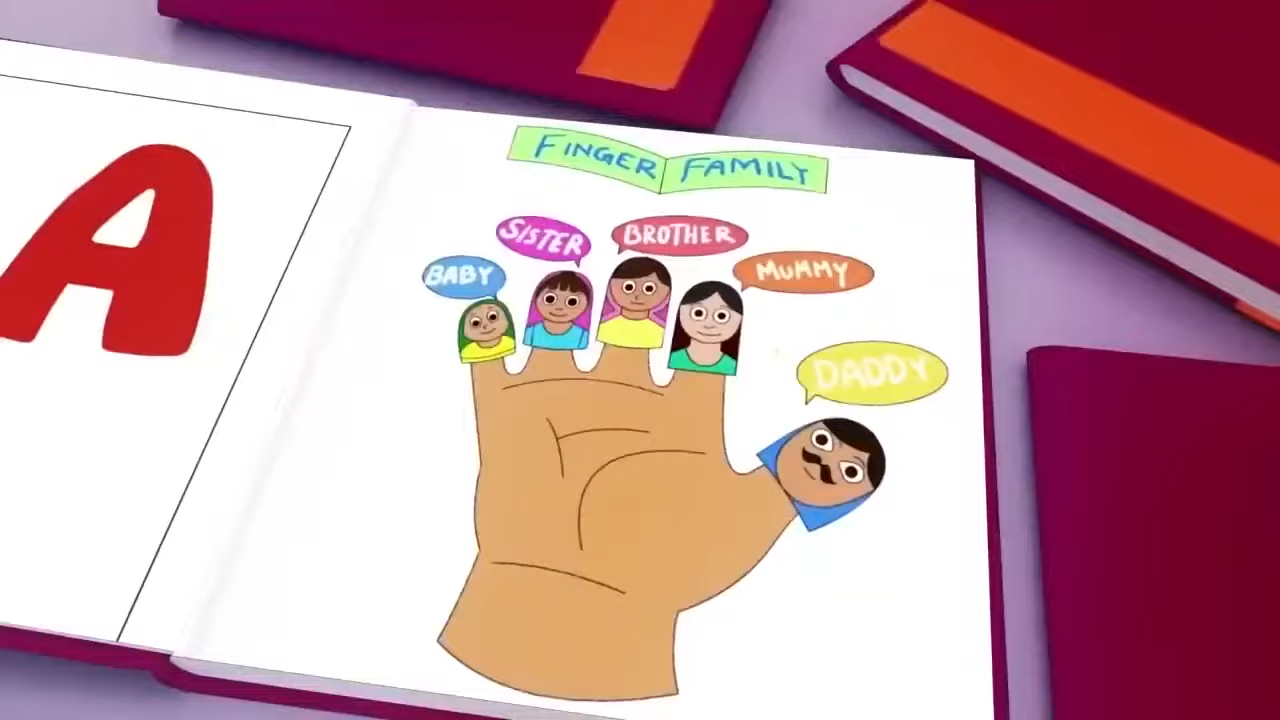 A
FINGER FAMILY
SISTER
BROTHER
BABY
MUMMY
DADDY